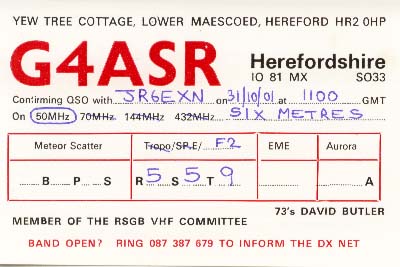 YEW TREE COTTAGE, LOWER MAESCOED, HEREFORD HR2 0HP
G4ASR Herefordshire
IO 81 MX SO33
Confirming QSO with JR6EXN on 31/10/01 at 1100 GMT
On 50MHz 70MHz 144MHz 432MHz SIX METRES
Meteor Scatter Tropo/SP.E/ F2 EME Aurora
B P S R 5 S 5 T 9 A
73's DAVID BUTLER
MEMBER OF THE RSGB VHF COMMITTEE
BAND OPEN? RING 087 387 679 TO INFORM THE DX NET